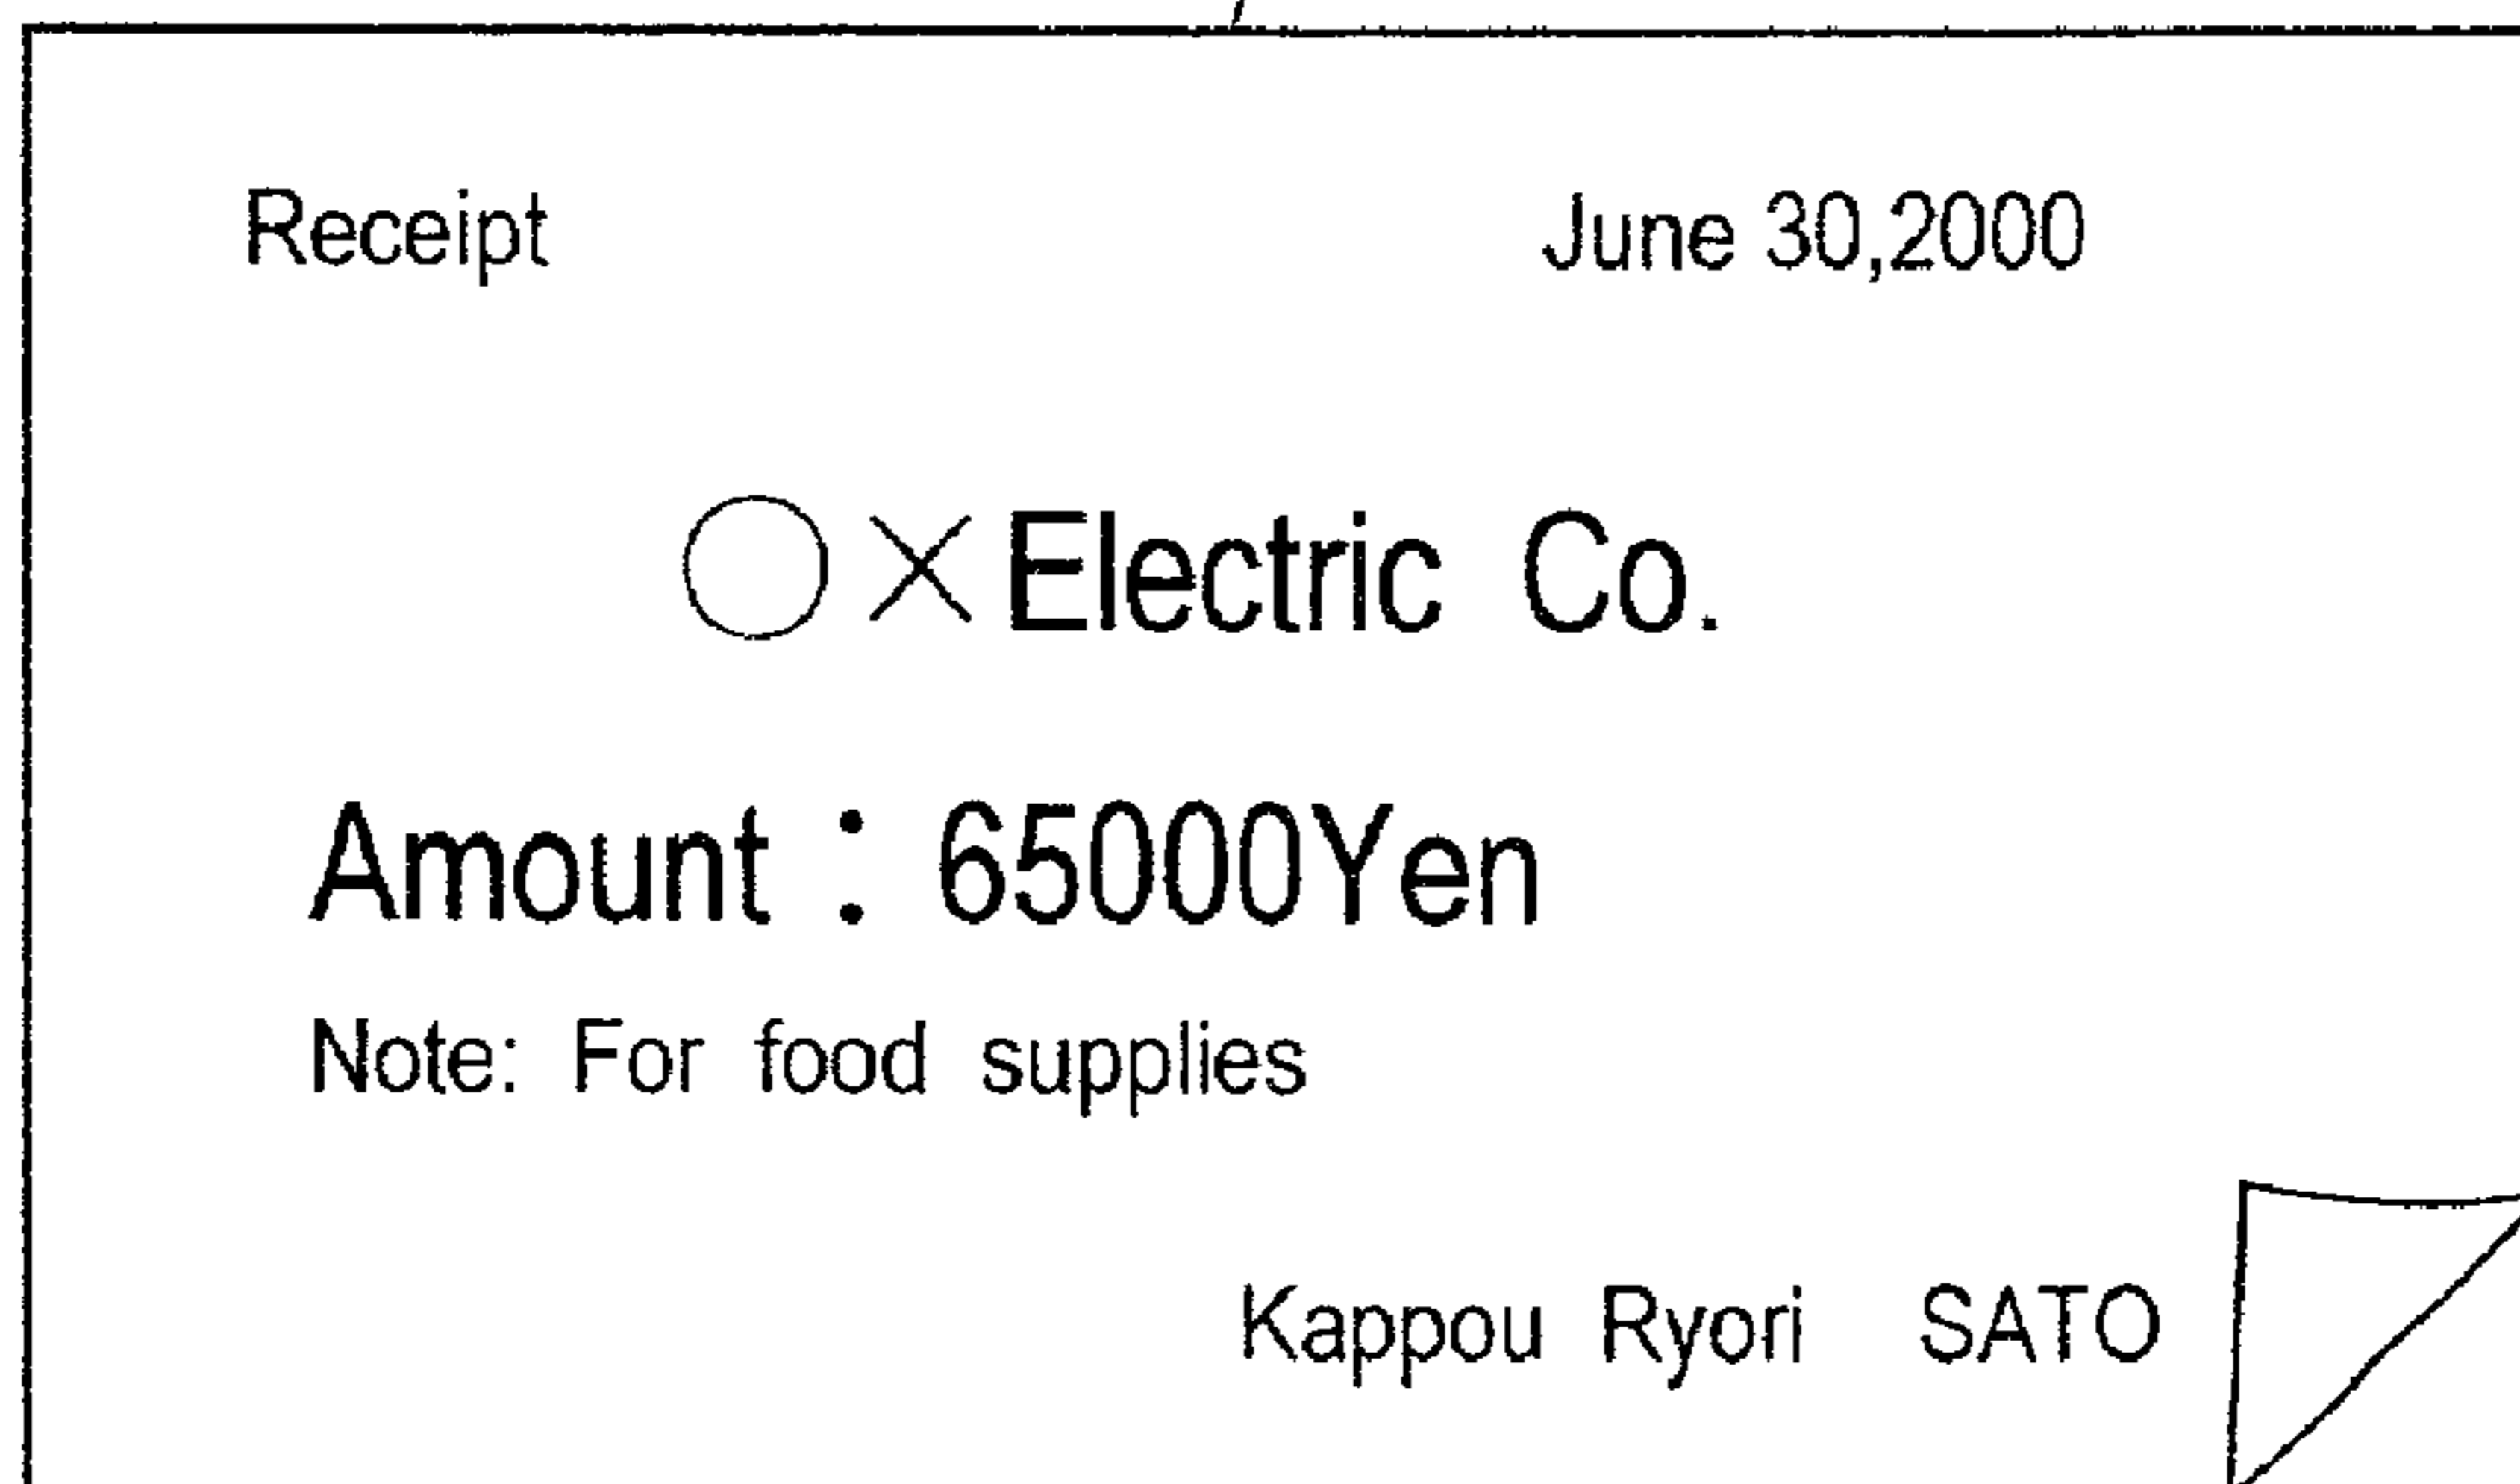 Receipt June 30,2000
○×Electric Co.
Amount : 65000Yen
Note: For food supplies
Kappou Ryori SATO